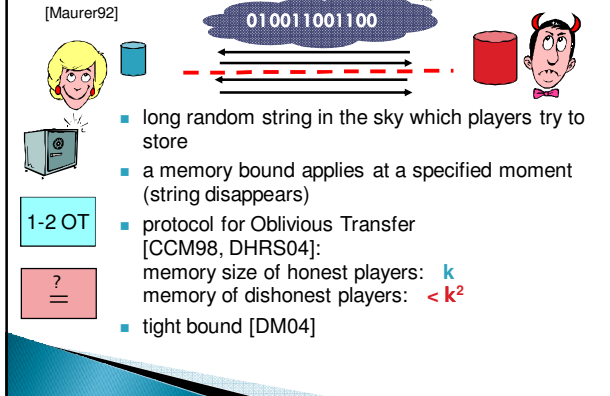 [Maurer92]
010011001100
long random string in the sky which players try to
store
a memory bound applies at a specified moment
(string disappears)
1-2 OT
protocol for Oblivious Transfer
[CCM98, DHRS04]:
memory size of honest players: k
memory of dishonest players: < k²
?
=
tight bound [DM04]